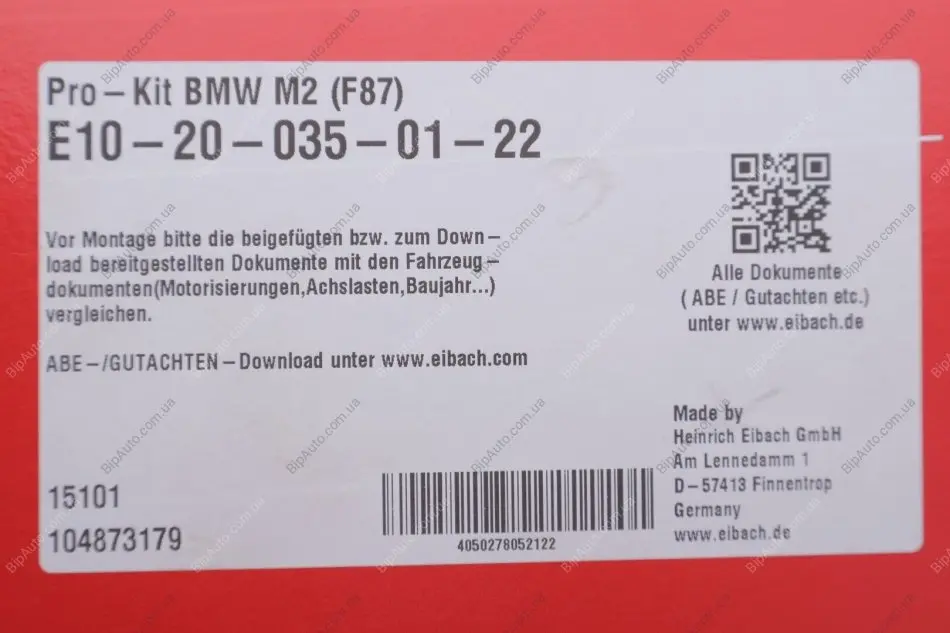 Pro – Kit BMW M2 (F87)
E10 – 20 – 035 – 01 – 22
Vor Montage bitte die beigefügten bzw. zum Down –
load bereitgestellten Dokumente mit den Fahrzeug –
dokumenten(Motorisierungen,Achslasten,Baujahr...)
vergleichen.
ABE – /GUTACHTEN – Download unter www.eibach.com
Alle Dokumente
( ABE / Gutachten etc.)
unter www.eibach.de
15101
104873179
4050278052122
Made by
Heinrich Eibach GmbH
Am Lennedamm 1
D – 57413 Finnentrop
Germany
www.eibach.de
BipAuto.com.ua